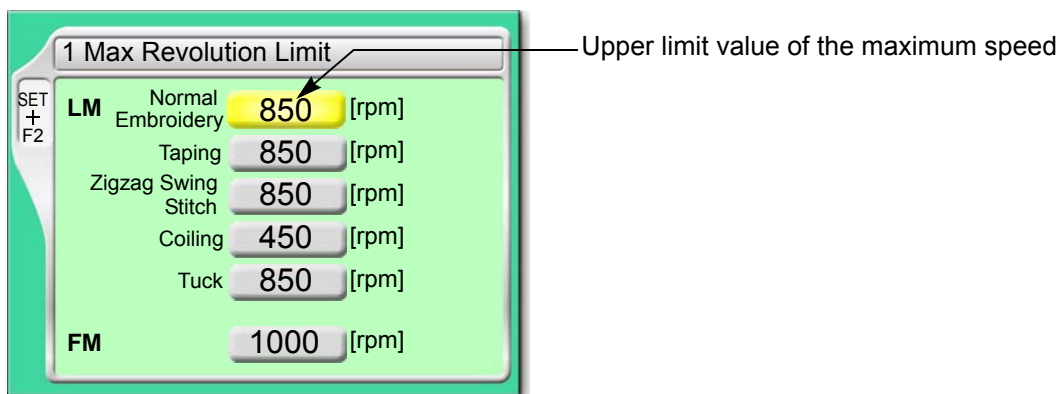 1 Max Revolution Limit
Upper limit value of the maximum speed
SET
+
F2
LM Normal
Embroidery 850 [rpm]
Taping 850 [rpm]
Zigzag Swing
Stitch 850 [rpm]
Coiling 450 [rpm]
Tuck 850 [rpm]
FM 1000 [rpm]